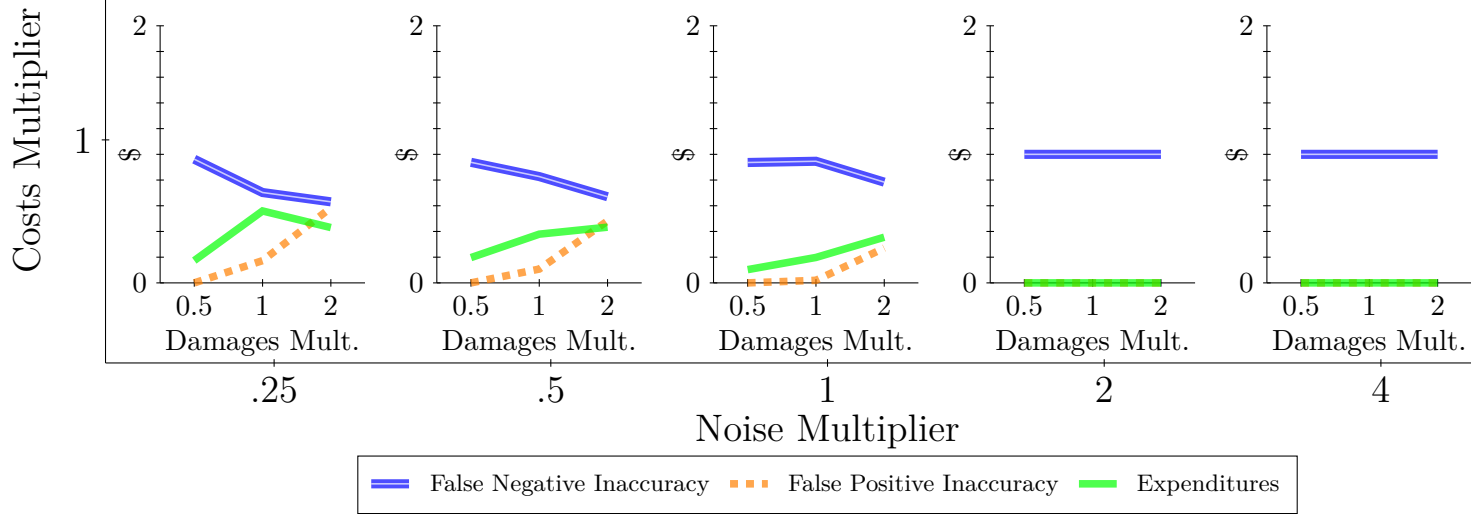 Costs Multiplier
1
2
$
0
0.5 1 2
Damages Mult.
2
$
0
0.5 1 2
Damages Mult.
2
$
0
0.5 1 2
Damages Mult.
2
$
0
0.5 1 2
Damages Mult.
2
$
0
0.5 1 2
Damages Mult.
.25 .5 1 2 4
Noise Multiplier
False Negative Inaccuracy False Positive Inaccuracy Expenditures